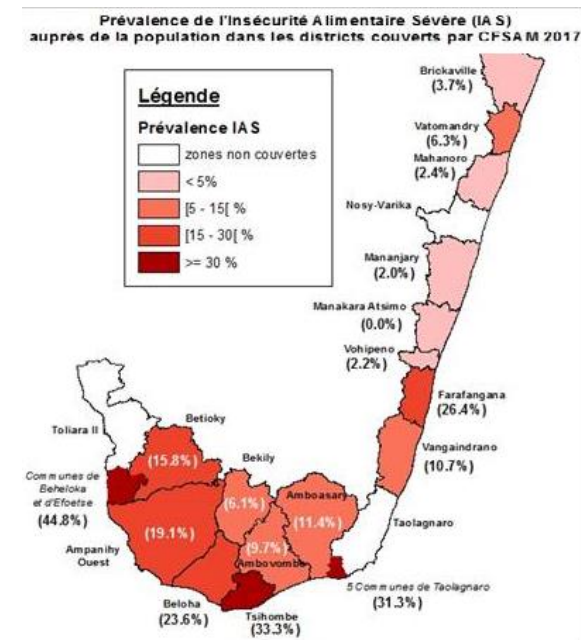 Prévalence de l'Insécurité Alimentaire Sévère (IAS)
auprès de la population dans les districts couverts par CFSAM 2017
Légende
Prévalence IAS
zones non couvertes
< 5%
[5 - 15[ %
[15 - 30[ %
>= 30 %
Brickaville
(3.7%)
Vatomandry
(6.3%)
Mahanoro
(2.4%)
Nosy-Varika
Mananjary
(2.0%)
Manakara Atsimo
(0.0%)
Vohipeno
(2.2%)
Farafangana
(26.4%)
Vangaindrano
(10.7%)
Toliara II
Betioky
(15.8%)
Bekily
(6.1%)
Amboasary
(11.4%)
Taolagnaro
Communes de
Beheloka
et d'Efoetse
(44.8%)
(19.1%)
Ampanihy
Ouest
(9.7%)
Ambovombe
5 Communes de Taolagnaro
(31.3%)
Beloha
(23.6%)
Tsihombe
(33.3%)